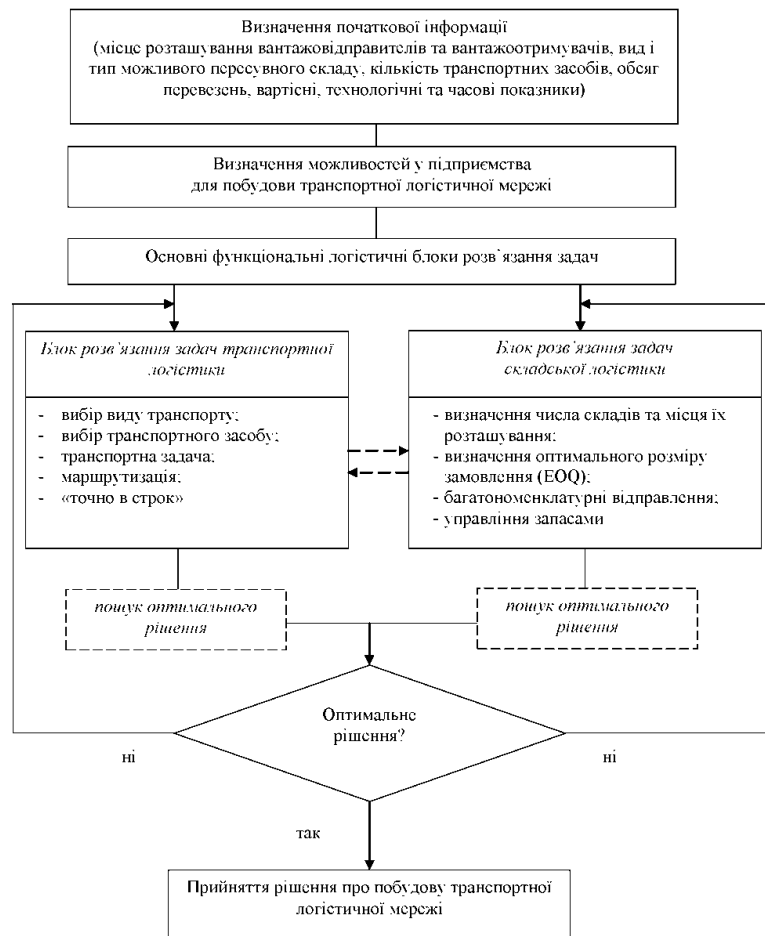 Визначення початкової інформації
(місце розташування вантажовідправителів та вантажоотримувачів, вид і
тип можливого пересувного складу, кількість транспортних засобів, обсяг
перевезень, вартісні, технологічні та часові показники)
Визначення можливостей у підприємства
для побудови транспортної логістичної мережі
Основні функціональні логістичні блоки розв`язання задач
Блок розв`язання задач транспортної
логістики
- вибір виду транспорту;
- вибір транспортного засобу;
- транспортна задача;
- маршрутизація;
- «точно в строк»
Блок розв`язання задач
складської логістики
- визначення числа складів та місця їх
розташування;
- визначення оптимального розміру
замовлення (EOQ);
- багатономенклатурні відправлення;
- управління запасами
пошук оптимального
рішення
пошук оптимального
рішення
Оптимальне
рішення?
ні
ні
так
Прийняття рішення про побудову транспортної
логістичної мережі